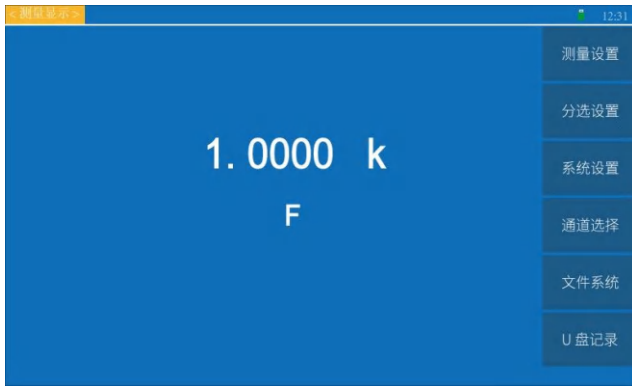 <测量显示>
12:31
测量设置
分选设置
1.0000 k
系统设置
F
通道选择
文件系统
U盘记录